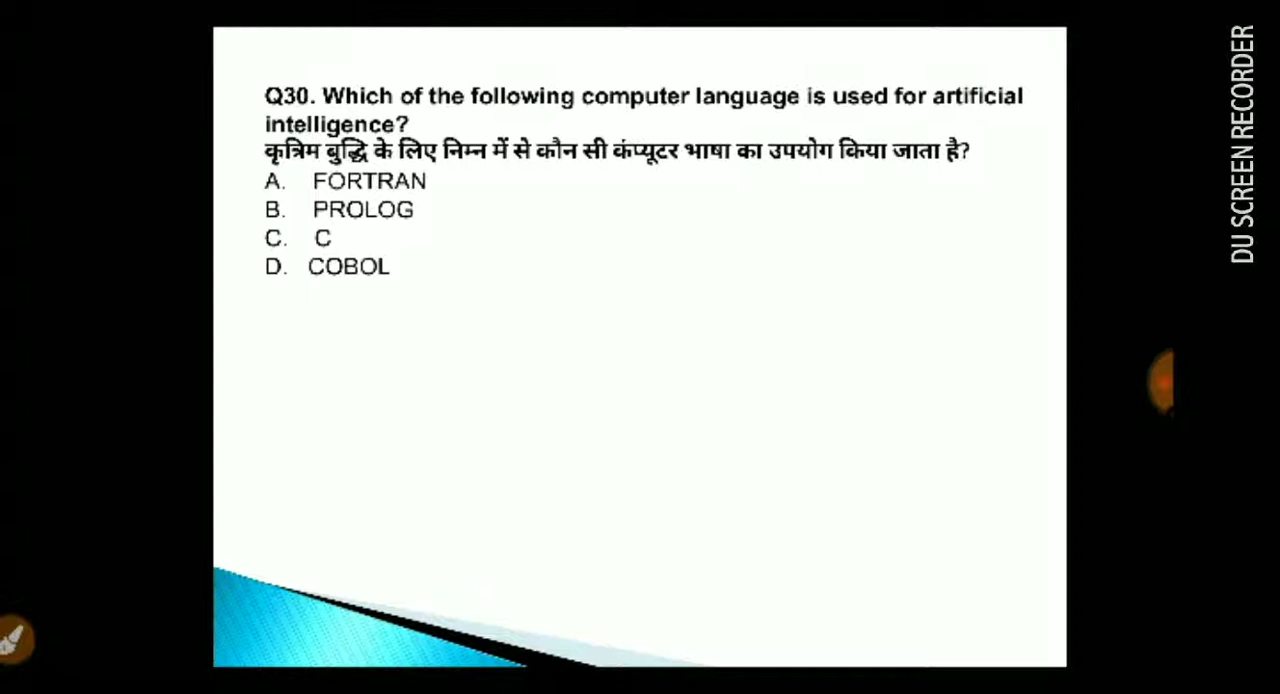 Q30. Which of the following computer language is used for artificial
intelligence?
कृत्रिम बुद्धि के लिए निम्न में से कौन सी कंप्यूटर भाषा का उपयोग किया जाता है?
A. FORTRAN
B. PROLOG
C. C
D. COBOL
DU SCREEN RECORDER